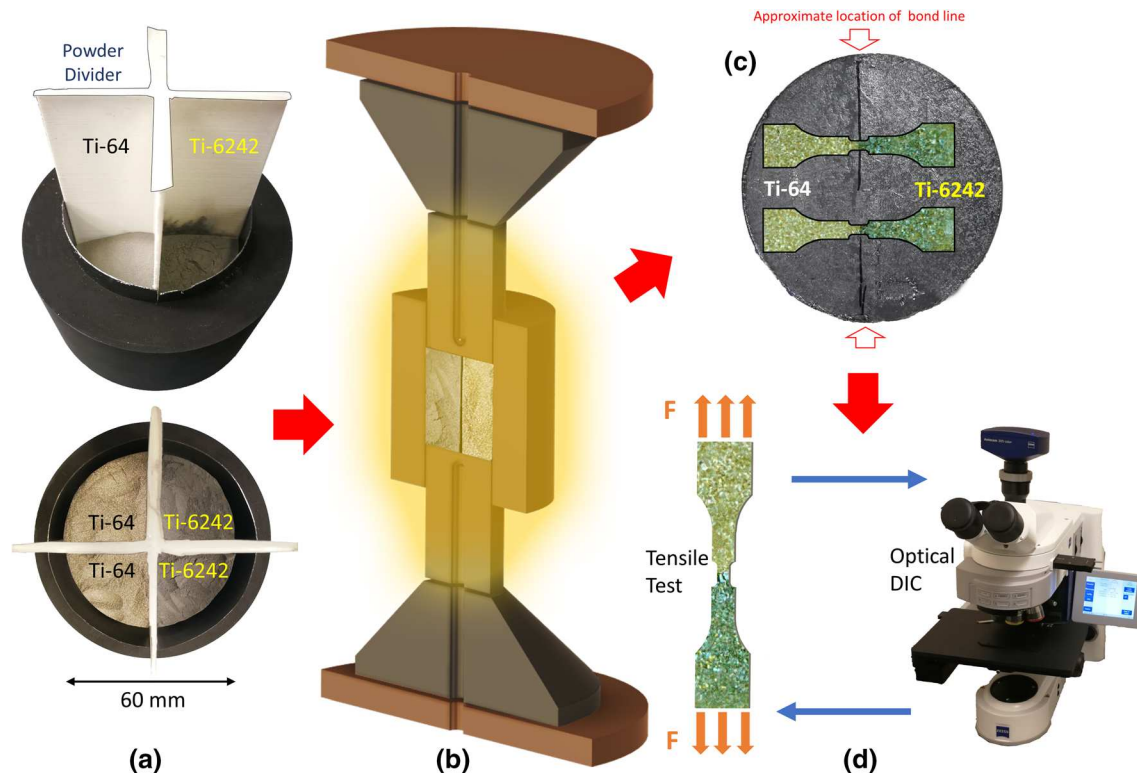 Powder
Divider
Ti-64
Ti-6242
Ti-64
Ti-6242
Ti-64
Ti-6242
60 mm
(a)
(b)
Approximate location of bond line
(c)
Ti-64
Ti-6242
F
Tensile
Test
F
Optical
DIC
(d)